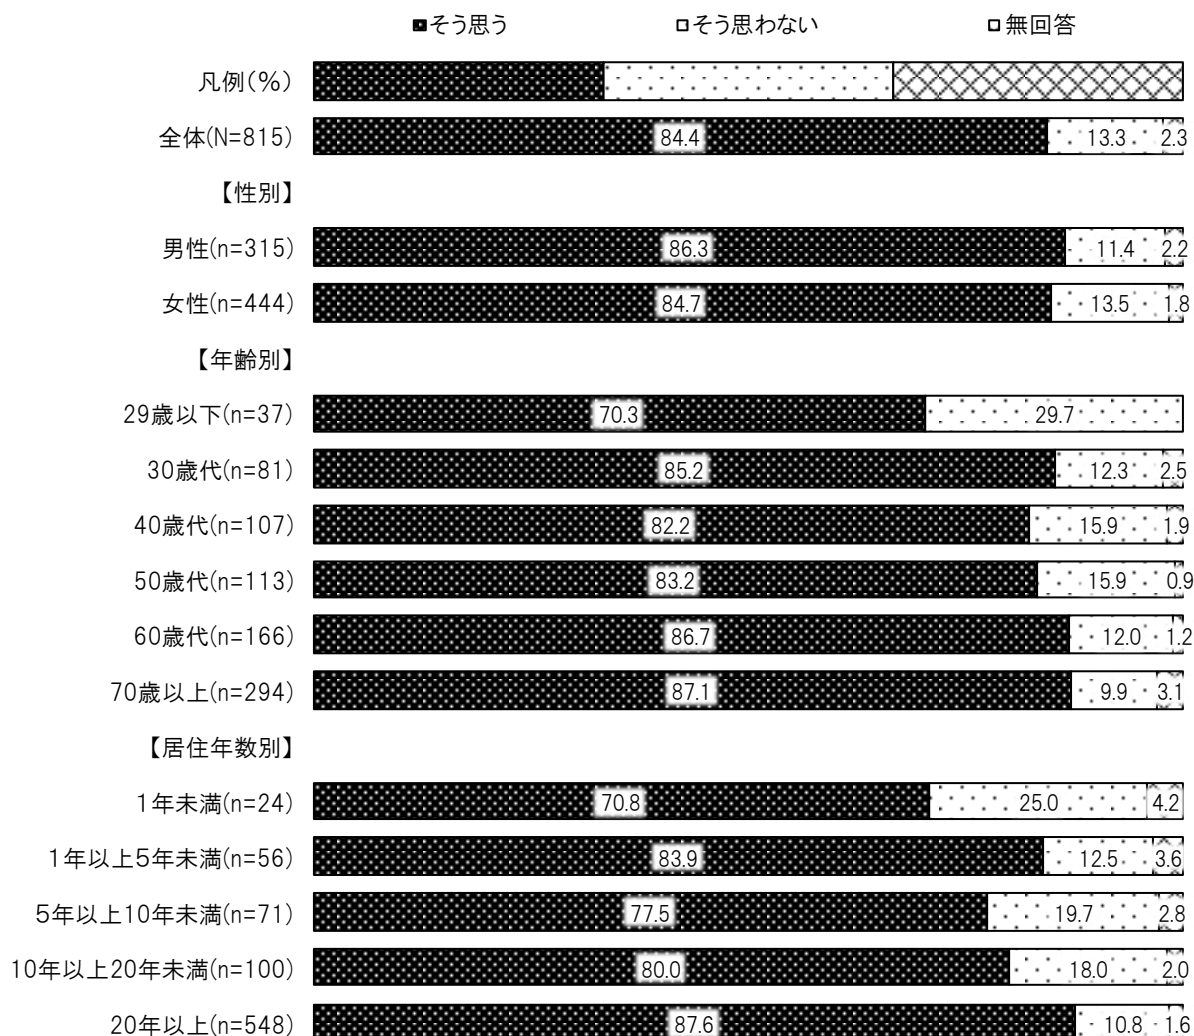 ■そう思う □そう思わない □無回答
凡例(%)
全体(N=815) 84.4 13.3 2.3
【性別】
男性(n=315) 86.3 11.4 2.2
女性(n=444) 84.7 13.5 1.8
【年齢別】
29歳以下(n=37) 70.3 29.7
30歳代(n=81) 85.2 12.3 2.5
40歳代(n=107) 82.2 15.9 1.9
50歳代(n=113) 83.2 15.9 0.9
60歳代(n=166) 86.7 12.0 1.2
70歳以上(n=294) 87.1 9.9 3.1
【居住年数別】
1年未満(n=24) 70.8 25.0 4.2
1年以上5年未満(n=56) 83.9 12.5 3.6
5年以上10年未満(n=71) 77.5 19.7 2.8
10年以上20年未満(n=100) 80.0 18.0 2.0
20年以上(n=548) 87.6 10.8 1.6